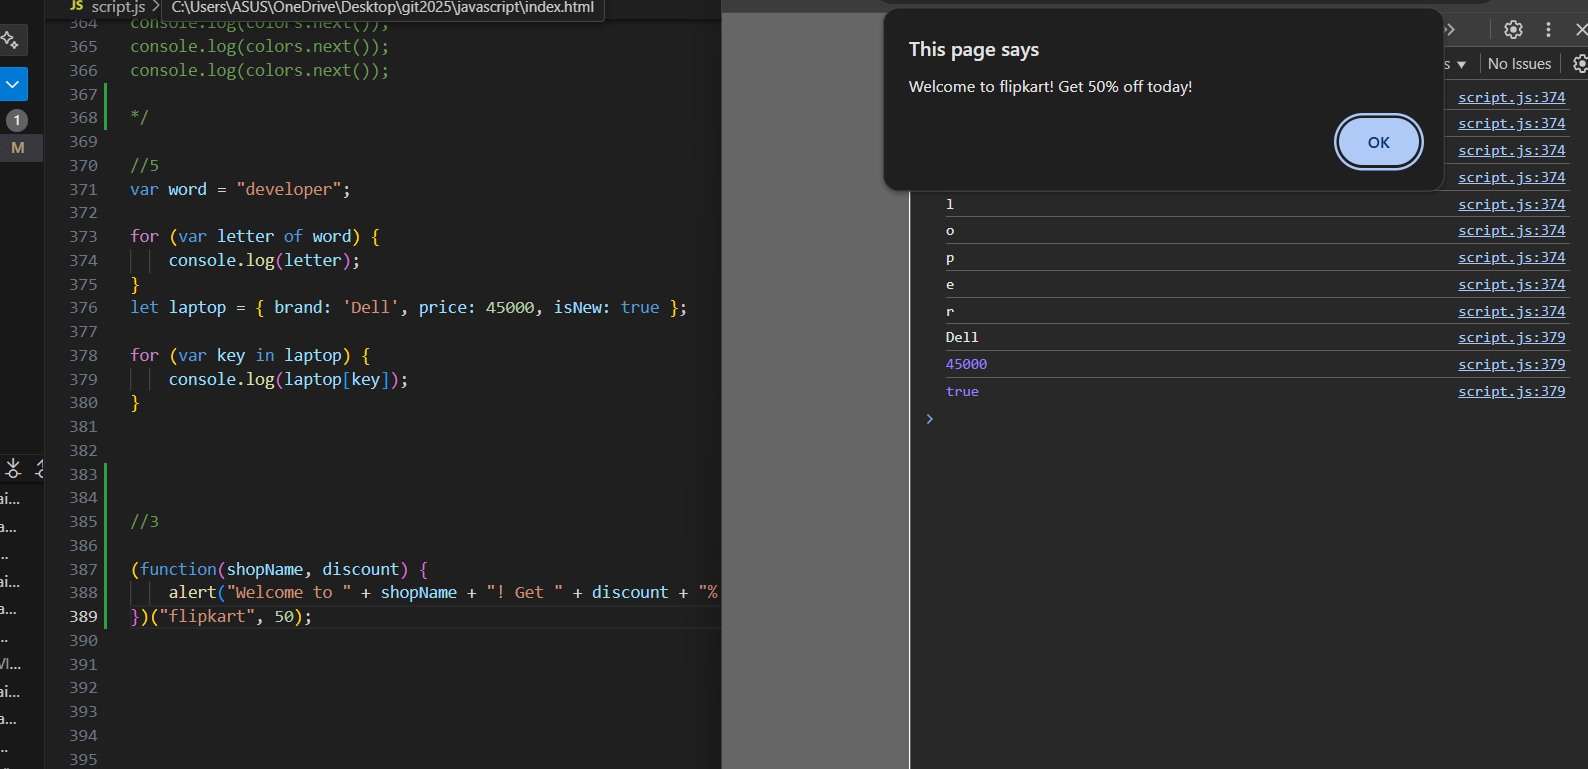 JS script.js > C:\Users\ASUS\OneDrive\Desktop\git2025\javascript\index.html
364 console.log(colors.next());
365 console.log(colors.next());
366 console.log(colors.next());
367
368 */
369
370 //5
371 var word = "developer";
372
373 for (var letter of word) {
374 console.log(letter);
375 }
376 let laptop = { brand: 'Dell', price: 45000, isNew: true };
377
378 for (var key in laptop) {
379 console.log(laptop[key]);
380 }
381
382
383
384
385 //3
386
387 (function(shopName, discount) {
388 alert("Welcome to " + shopName + "! Get " + discount + "%
389 })("flipkart", 50);
390
391
392
393
394
395
1
M
ai...
a...
...
ai...
a...
...
ai...
a...
...
This page says
Welcome to flipkart! Get 50% off today!
OK
s ▼ No Issues
script.js:374
script.js:374
script.js:374
script.js:374
l script.js:374
o script.js:374
p script.js:374
e script.js:374
r script.js:374
Dell script.js:379
45000 script.js:379
true script.js:379
>